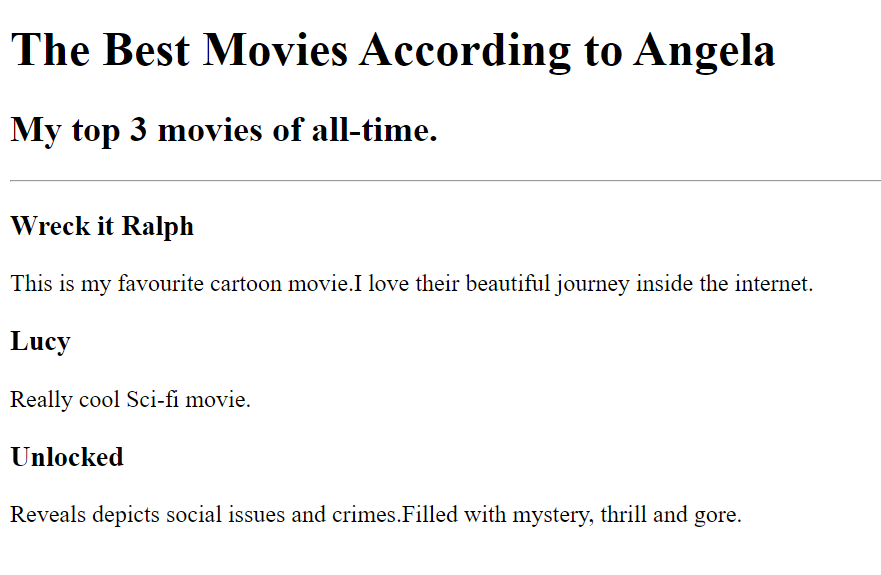 The Best Movies According to Angela
My top 3 movies of all-time.
Wreck it Ralph
This is my favourite cartoon movie.I love their beautiful journey inside the internet.
Lucy
Really cool Sci-fi movie.
Unlocked
Reveals depicts social issues and crimes.Filled with mystery, thrill and gore.